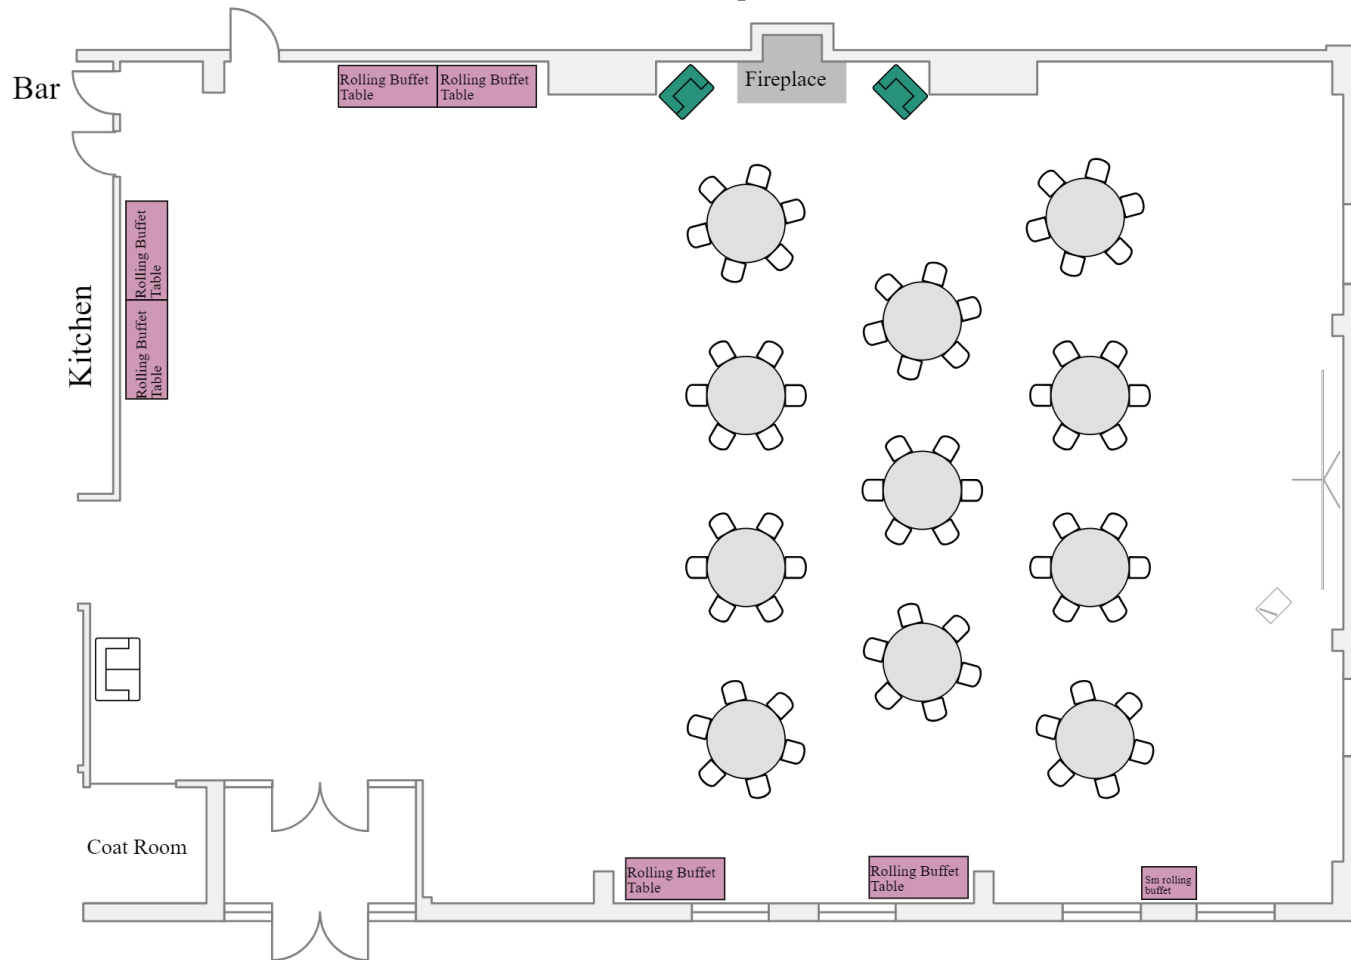 Bar
Rolling Buffet
Table
Rolling Buffet
Table
Fireplace
Kitchen
Rolling Buffet
Table
Rolling Buffet
Table
Coat Room
Rolling Buffet
Table
Rolling Buffet
Table
Sm rolling
buffet